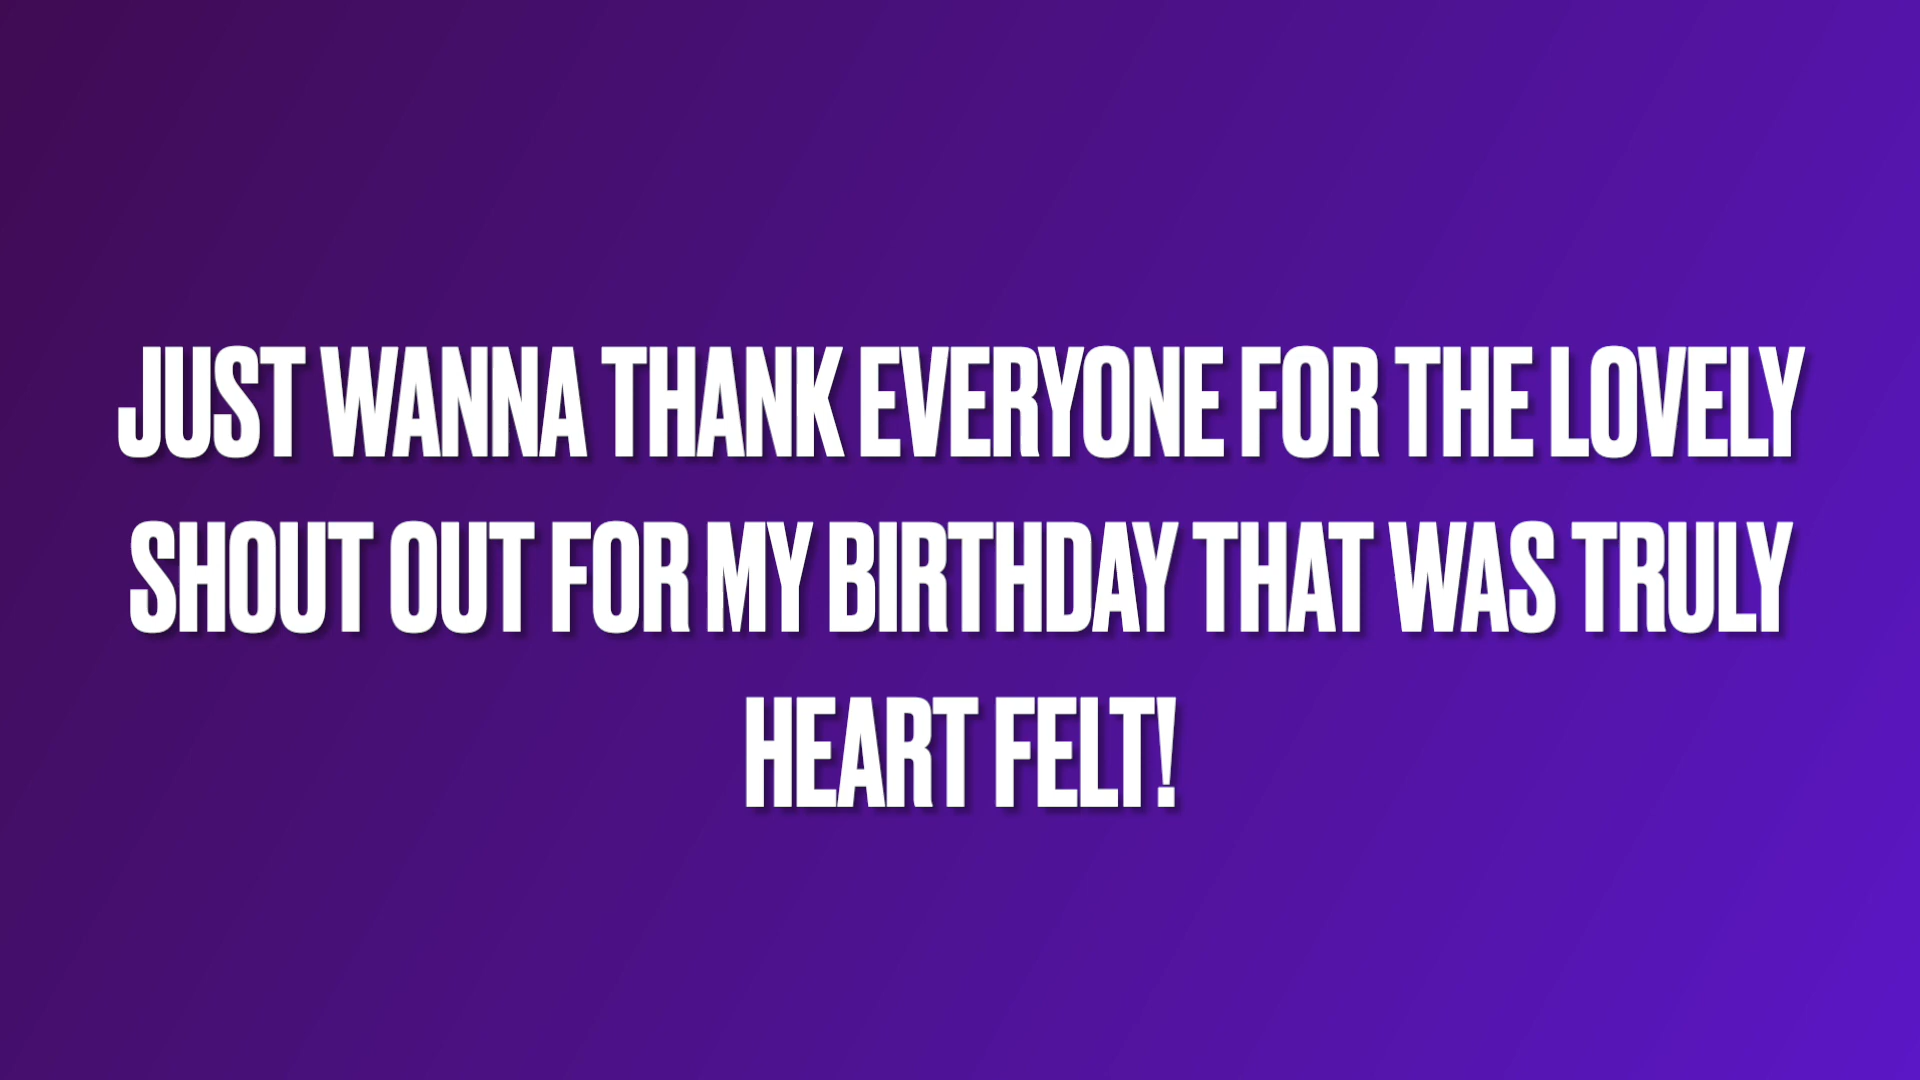 JUST WANNA THANK EVERYONE FOR THE LOVELY
SHOUT OUT FOR MY BIRTHDAY THAT WAS TRULY
HEART FELT!